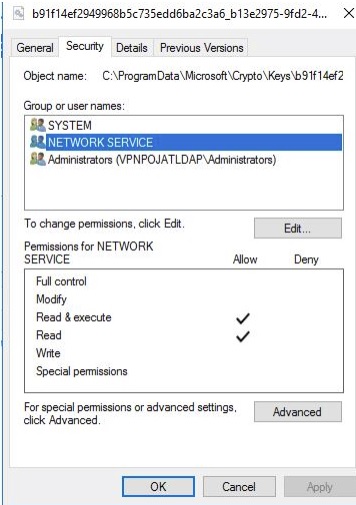 b91f14ef2949968b5c735edd6ba2c3a6_b13e2975-9fd2-4...
General Security Details Previous Versions
Object name: C:\ProgramData\Microsoft\Crypto\Keys\b91f14ef2
Group or user names:
SYSTEM
NETWORK SERVICE
Administrators (VPNPOJATLDAP\Administrators)
To change permissions, click Edit.
Edit...
Permissions for NETWORK
SERVICE Allow Deny
Full control
Modify
Read & execute
Read
Write
Special permissions
For special permissions or advanced settings,
click Advanced.
Advanced
OK Cancel Apply